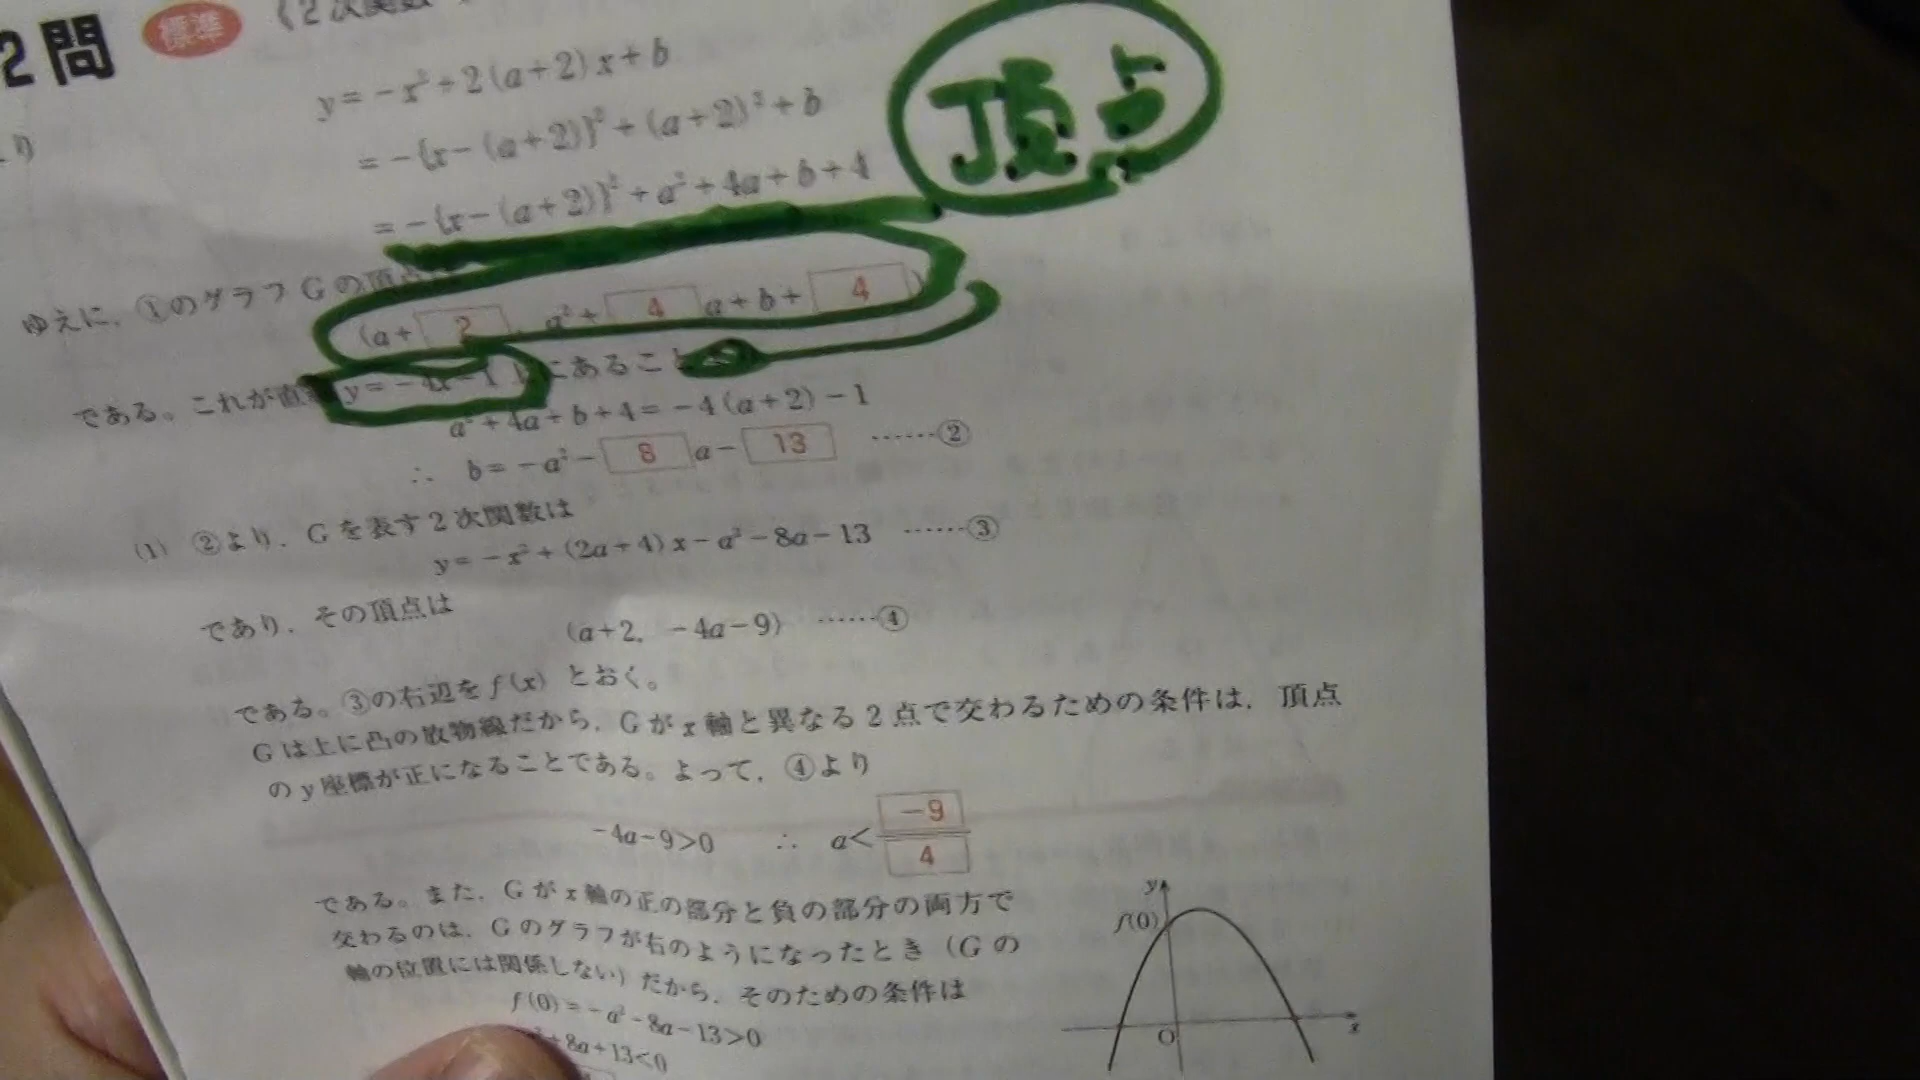 2問 標準 (2次関数
y=-x²+2(a+2)x+b
=-{x-(a+2)}²+(a+2)²+b
=-{x-(a+2)}²+a²+4a+b+4
頂点
ゆえに，①のグラフGの頂点
(a+2, a²+4a+b+4)
である。これが直 y=-4x-1 にあること
a²+4a+b+4=-4(a+2)-1
∴ b=-a²-8a-13 ……②
(1) ②より，Gを表す2次関数は
y=-x²+(2a+4)x-a²-8a-13 ……③
であり，その頂点は
(a+2, -4a-9) ……④
である。③の右辺をf(x)とおく。
Gは上に凸の放物線だから，Gがx軸と異なる2点で交わるための条件は，頂点
のy座標が正になることである。よって，④より
-4a-9>0 ∴ a<-9/4
である。また，Gがx軸の正の部分と負の部分の両方で
交わるのは，Gのグラフが右のようになったとき（Gの
軸の位置には関係しない）だから，そのための条件は
f(0)=-a²-8a-13>0
+8a+13<0
y
f(0)
O
x